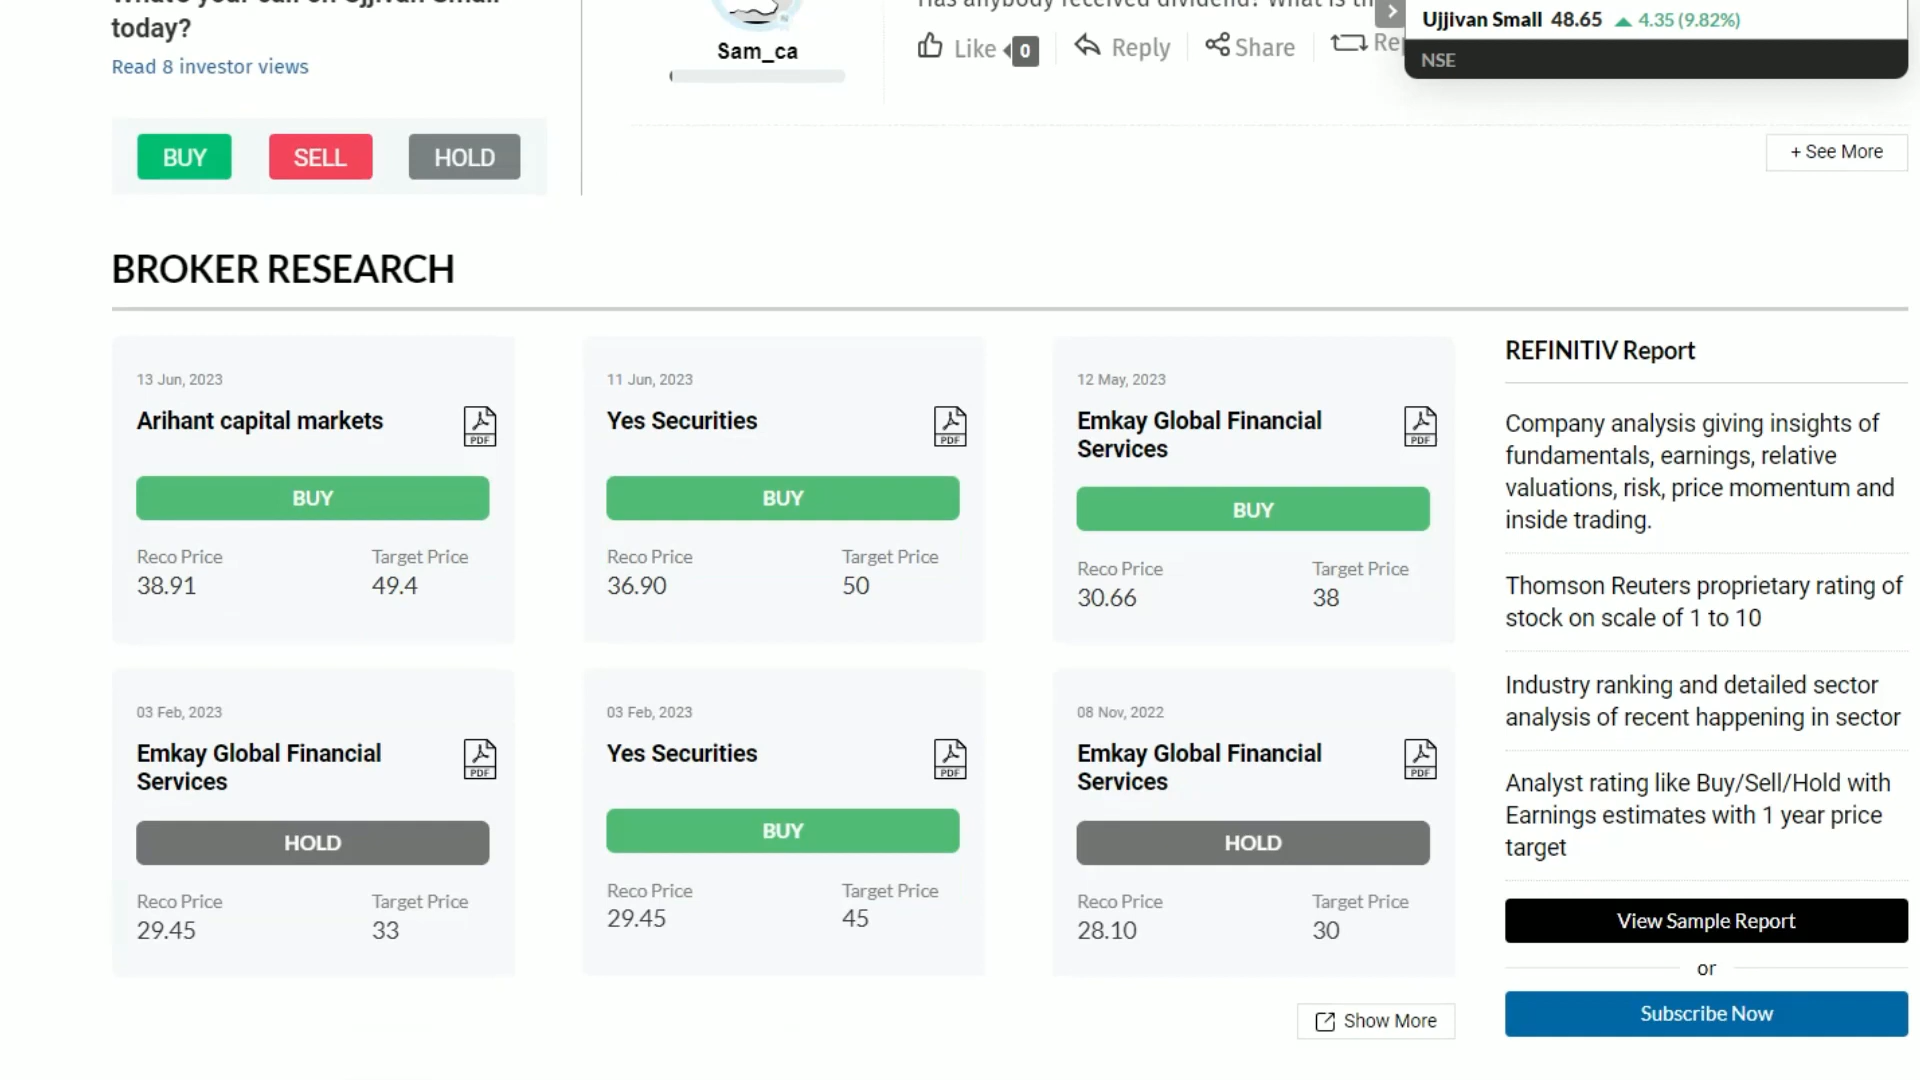 today?
Read 8 investor views
BUY
SELL
HOLD
Sam_ca
Like
0
Reply
Share
Ujjivan Small 48.65 ▲ 4.35 (9.82%)
NSE
+ See More
BROKER RESEARCH
13 Jun, 2023
Arihant capital markets
PDF
BUY
Reco Price
Target Price
38.91
49.4
11 Jun, 2023
Yes Securities
PDF
BUY
Reco Price
Target Price
36.90
50
12 May, 2023
Emkay Global Financial
Services
PDF
BUY
Reco Price
Target Price
30.66
38
03 Feb, 2023
Emkay Global Financial
Services
PDF
HOLD
Reco Price
Target Price
29.45
33
03 Feb, 2023
Yes Securities
PDF
BUY
Reco Price
Target Price
29.45
45
08 Nov, 2022
Emkay Global Financial
Services
PDF
HOLD
Reco Price
Target Price
28.10
30
Show More
REFINITIV Report
Company analysis giving insights of
fundamentals, earnings, relative
valuations, risk, price momentum and
inside trading.
Thomson Reuters proprietary rating of
stock on scale of 1 to 10
Industry ranking and detailed sector
analysis of recent happening in sector
Analyst rating like Buy/Sell/Hold with
Earnings estimates with 1 year price
target
View Sample Report
or
Subscribe Now